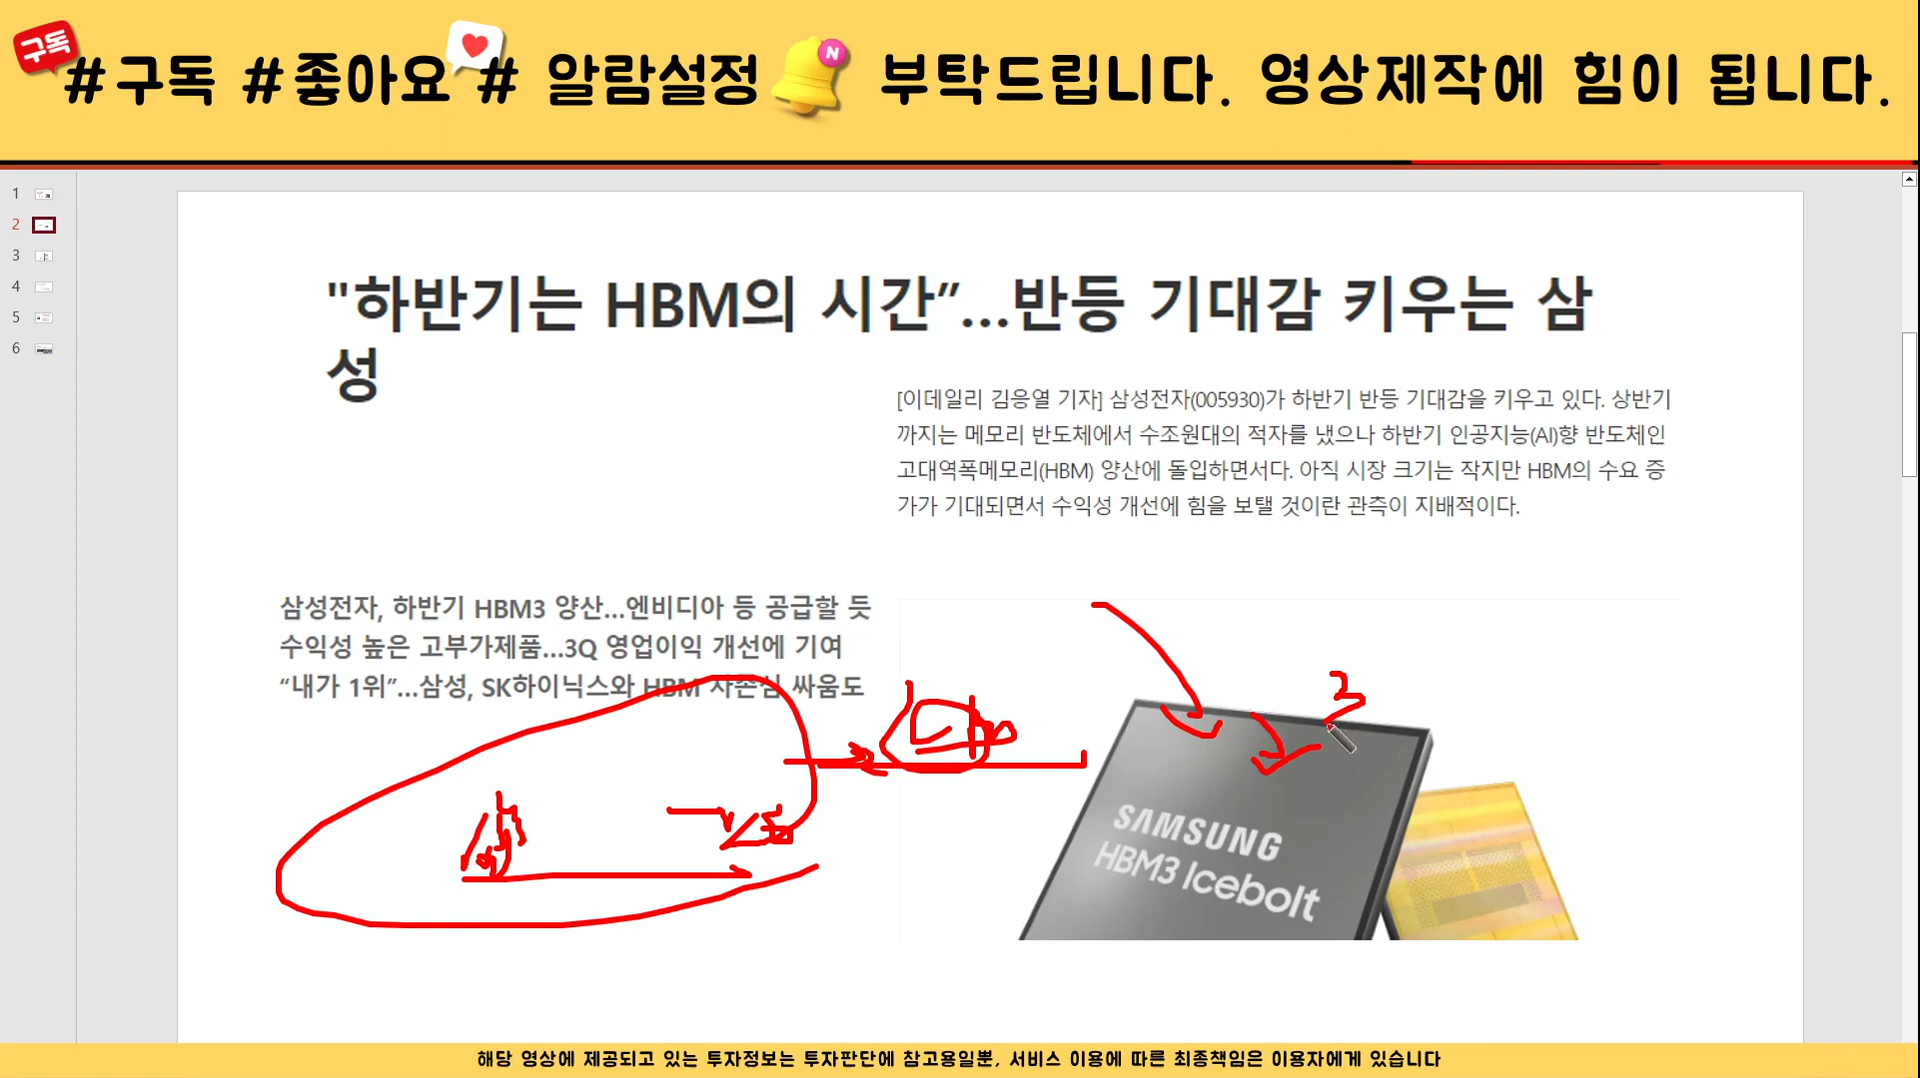 구독
#구독 #좋아요 # 알람설정 부탁드립니다. 영상제작에 힘이 됩니다.
N
1
2
3
4
5
6
"하반기는 HBM의 시간”...반등 기대감 키우는 삼
성
[이데일리 김응열 기자] 삼성전자(005930)가 하반기 반등 기대감을 키우고 있다. 상반기
까지는 메모리 반도체에서 수조원대의 적자를 냈으나 하반기 인공지능(AI)향 반도체인
고대역폭메모리(HBM) 양산에 돌입하면서다. 아직 시장 크기는 작지만 HBM의 수요 증
가가 기대되면서 수익성 개선에 힘을 보탤 것이란 관측이 지배적이다.
삼성전자, 하반기 HBM3 양산...엔비디아 등 공급할 듯
수익성 높은 고부가제품...3Q 영업이익 개선에 기여
“내가 1위”...삼성, SK하이닉스와 HBM 자존심 싸움도
SAMSUNG
HBM3 Icebolt
해당 영상에 제공되고 있는 투자정보는 투자판단에 참고용일뿐, 서비스 이용에 따른 최종책임은 이용자에게 있습니다